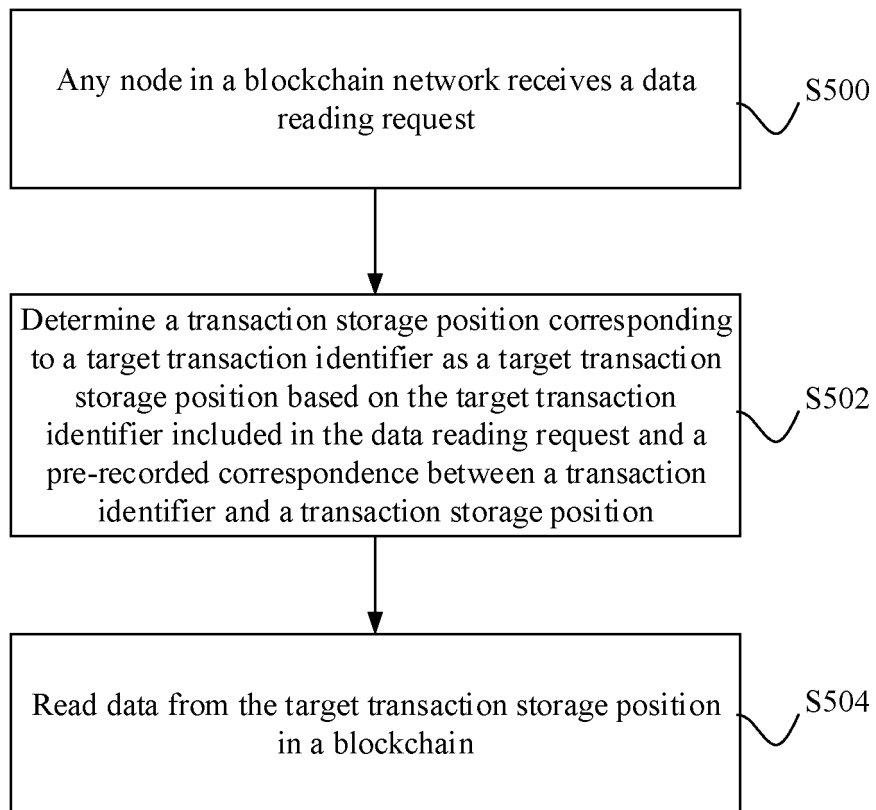 Any node in a blockchain network receives a data
reading request
S500
Determine a transaction storage position corresponding
to a target transaction identifier as a target transaction
storage position based on the target transaction
identifier included in the data reading request and a
pre-recorded correspondence between a transaction
identifier and a transaction storage position
S502
Read data from the target transaction storage position
in a blockchain
S504